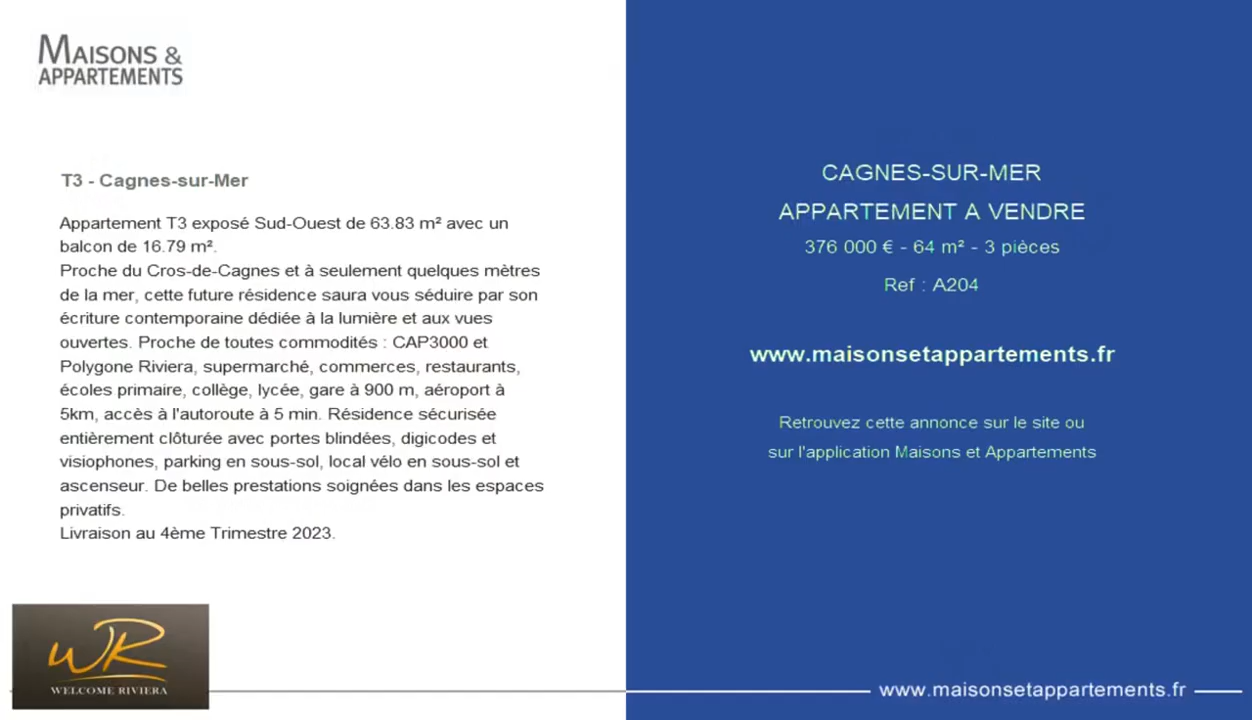 MAISONS &
APPARTEMENTS
T3 - Cagnes-sur-Mer
Appartement T3 exposé Sud-Ouest de 63.83 m² avec un
balcon de 16.79 m².
Proche du Cros-de-Cagnes et à seulement quelques mètres
de la mer, cette future résidence saura vous séduire par son
écriture contemporaine dédiée à la lumière et aux vues
ouvertes. Proche de toutes commodités : CAP3000 et
Polygone Riviera, supermarché, commerces, restaurants,
écoles primaire, collège, lycée, gare à 900 m, aéroport à
5km, accès à l'autoroute à 5 min. Résidence sécurisée
entièrement clôturée avec portes blindées, digicodes et
visiophones, parking en sous-sol, local vélo en sous-sol et
ascenseur. De belles prestations soignées dans les espaces
privatifs.
Livraison au 4ème Trimestre 2023.
WR
WELCOME RIVIERA
CAGNES-SUR-MER
APPARTEMENT A VENDRE
376 000 € - 64 m² - 3 pièces
Ref : A204
www.maisonsetappartements.fr
Retrouvez cette annonce sur le site ou
sur l'application Maisons et Appartements
www.maisonsetappartements.fr